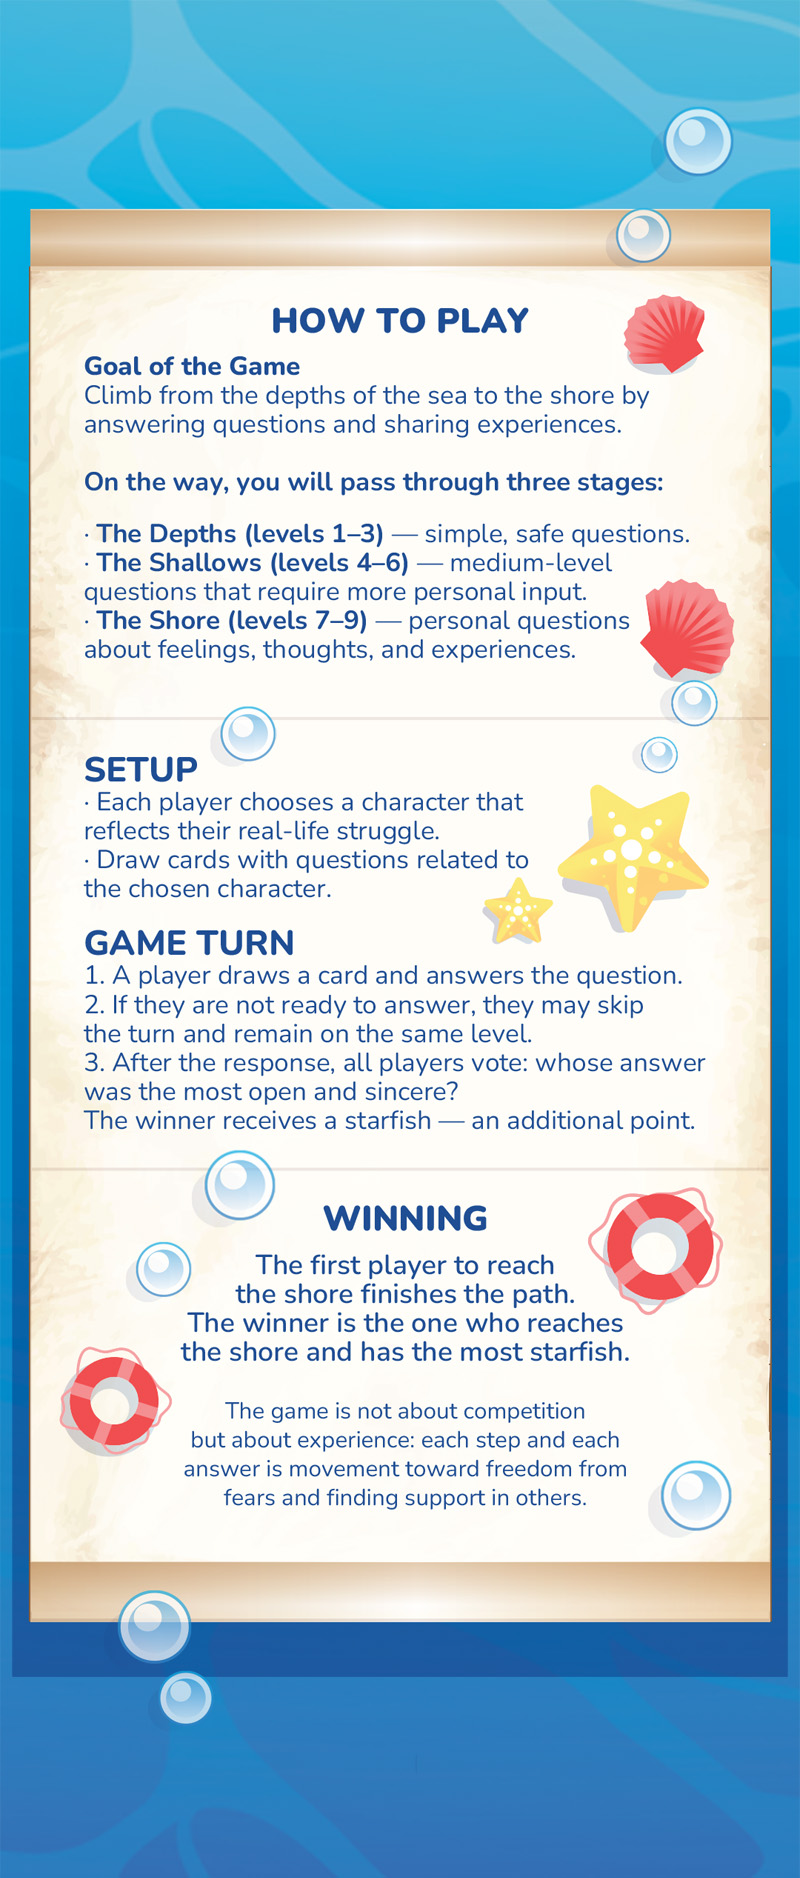 HOW TO PLAY
Goal of the Game
Climb from the depths of the sea to the shore by
answering questions and sharing experiences.
On the way, you will pass through three stages:
· The Depths (levels 1–3) — simple, safe questions.
· The Shallows (levels 4–6) — medium-level
questions that require more personal input.
· The Shore (levels 7–9) — personal questions
about feelings, thoughts, and experiences.
SETUP
· Each player chooses a character that
reflects their real-life struggle.
· Draw cards with questions related to
the chosen character.
GAME TURN
1. A player draws a card and answers the question.
2. If they are not ready to answer, they may skip
the turn and remain on the same level.
3. After the response, all players vote: whose answer
was the most open and sincere?
The winner receives a starfish — an additional point.
WINNING
The first player to reach
the shore finishes the path.
The winner is the one who reaches
the shore and has the most starfish.
The game is not about competition
but about experience: each step and each
answer is movement toward freedom from
fears and finding support in others.